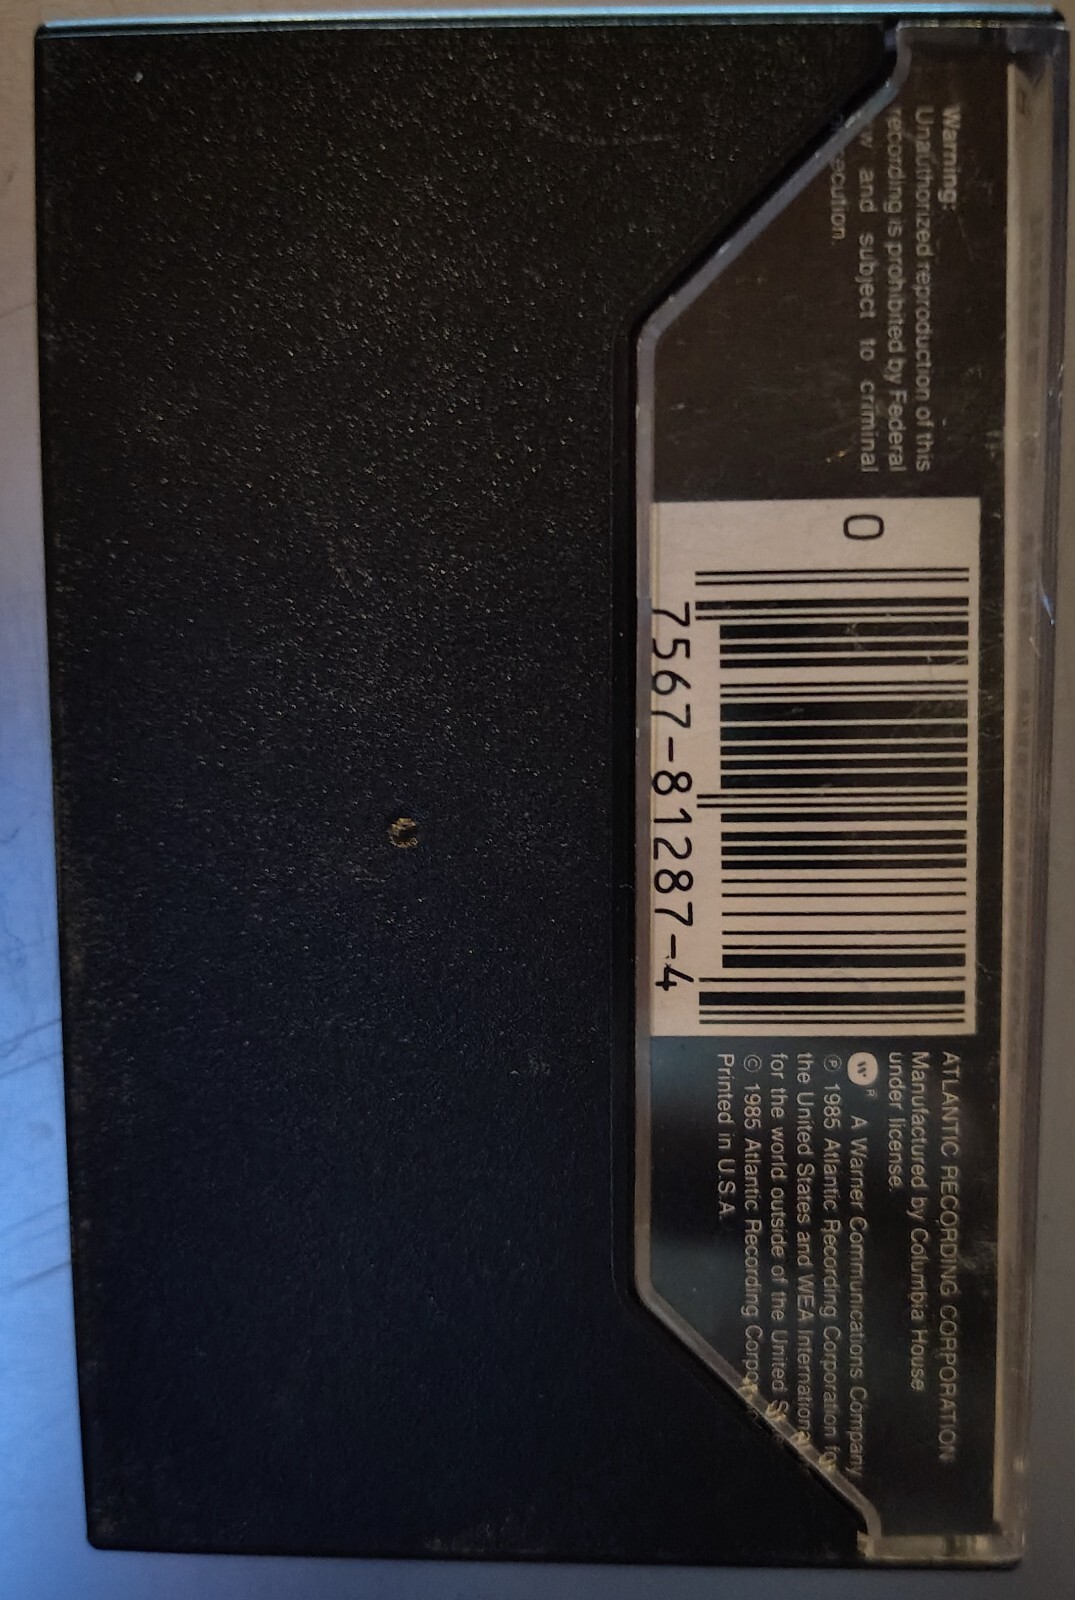 Warning:
Unauthorized reproduction of this
recording is prohibited by Federal
and subject to criminal
0
7567-81287-4
ATLANTIC RECORDING CORPORATION
Manufactured by Columbia House
under license.
W ® A Warner Communications Company
℗ 1985 Atlantic Recording Corporation for
the United States and WEA International
for the world outside of the United
© 1985 Atlantic Recording
Printed in U.S.A.